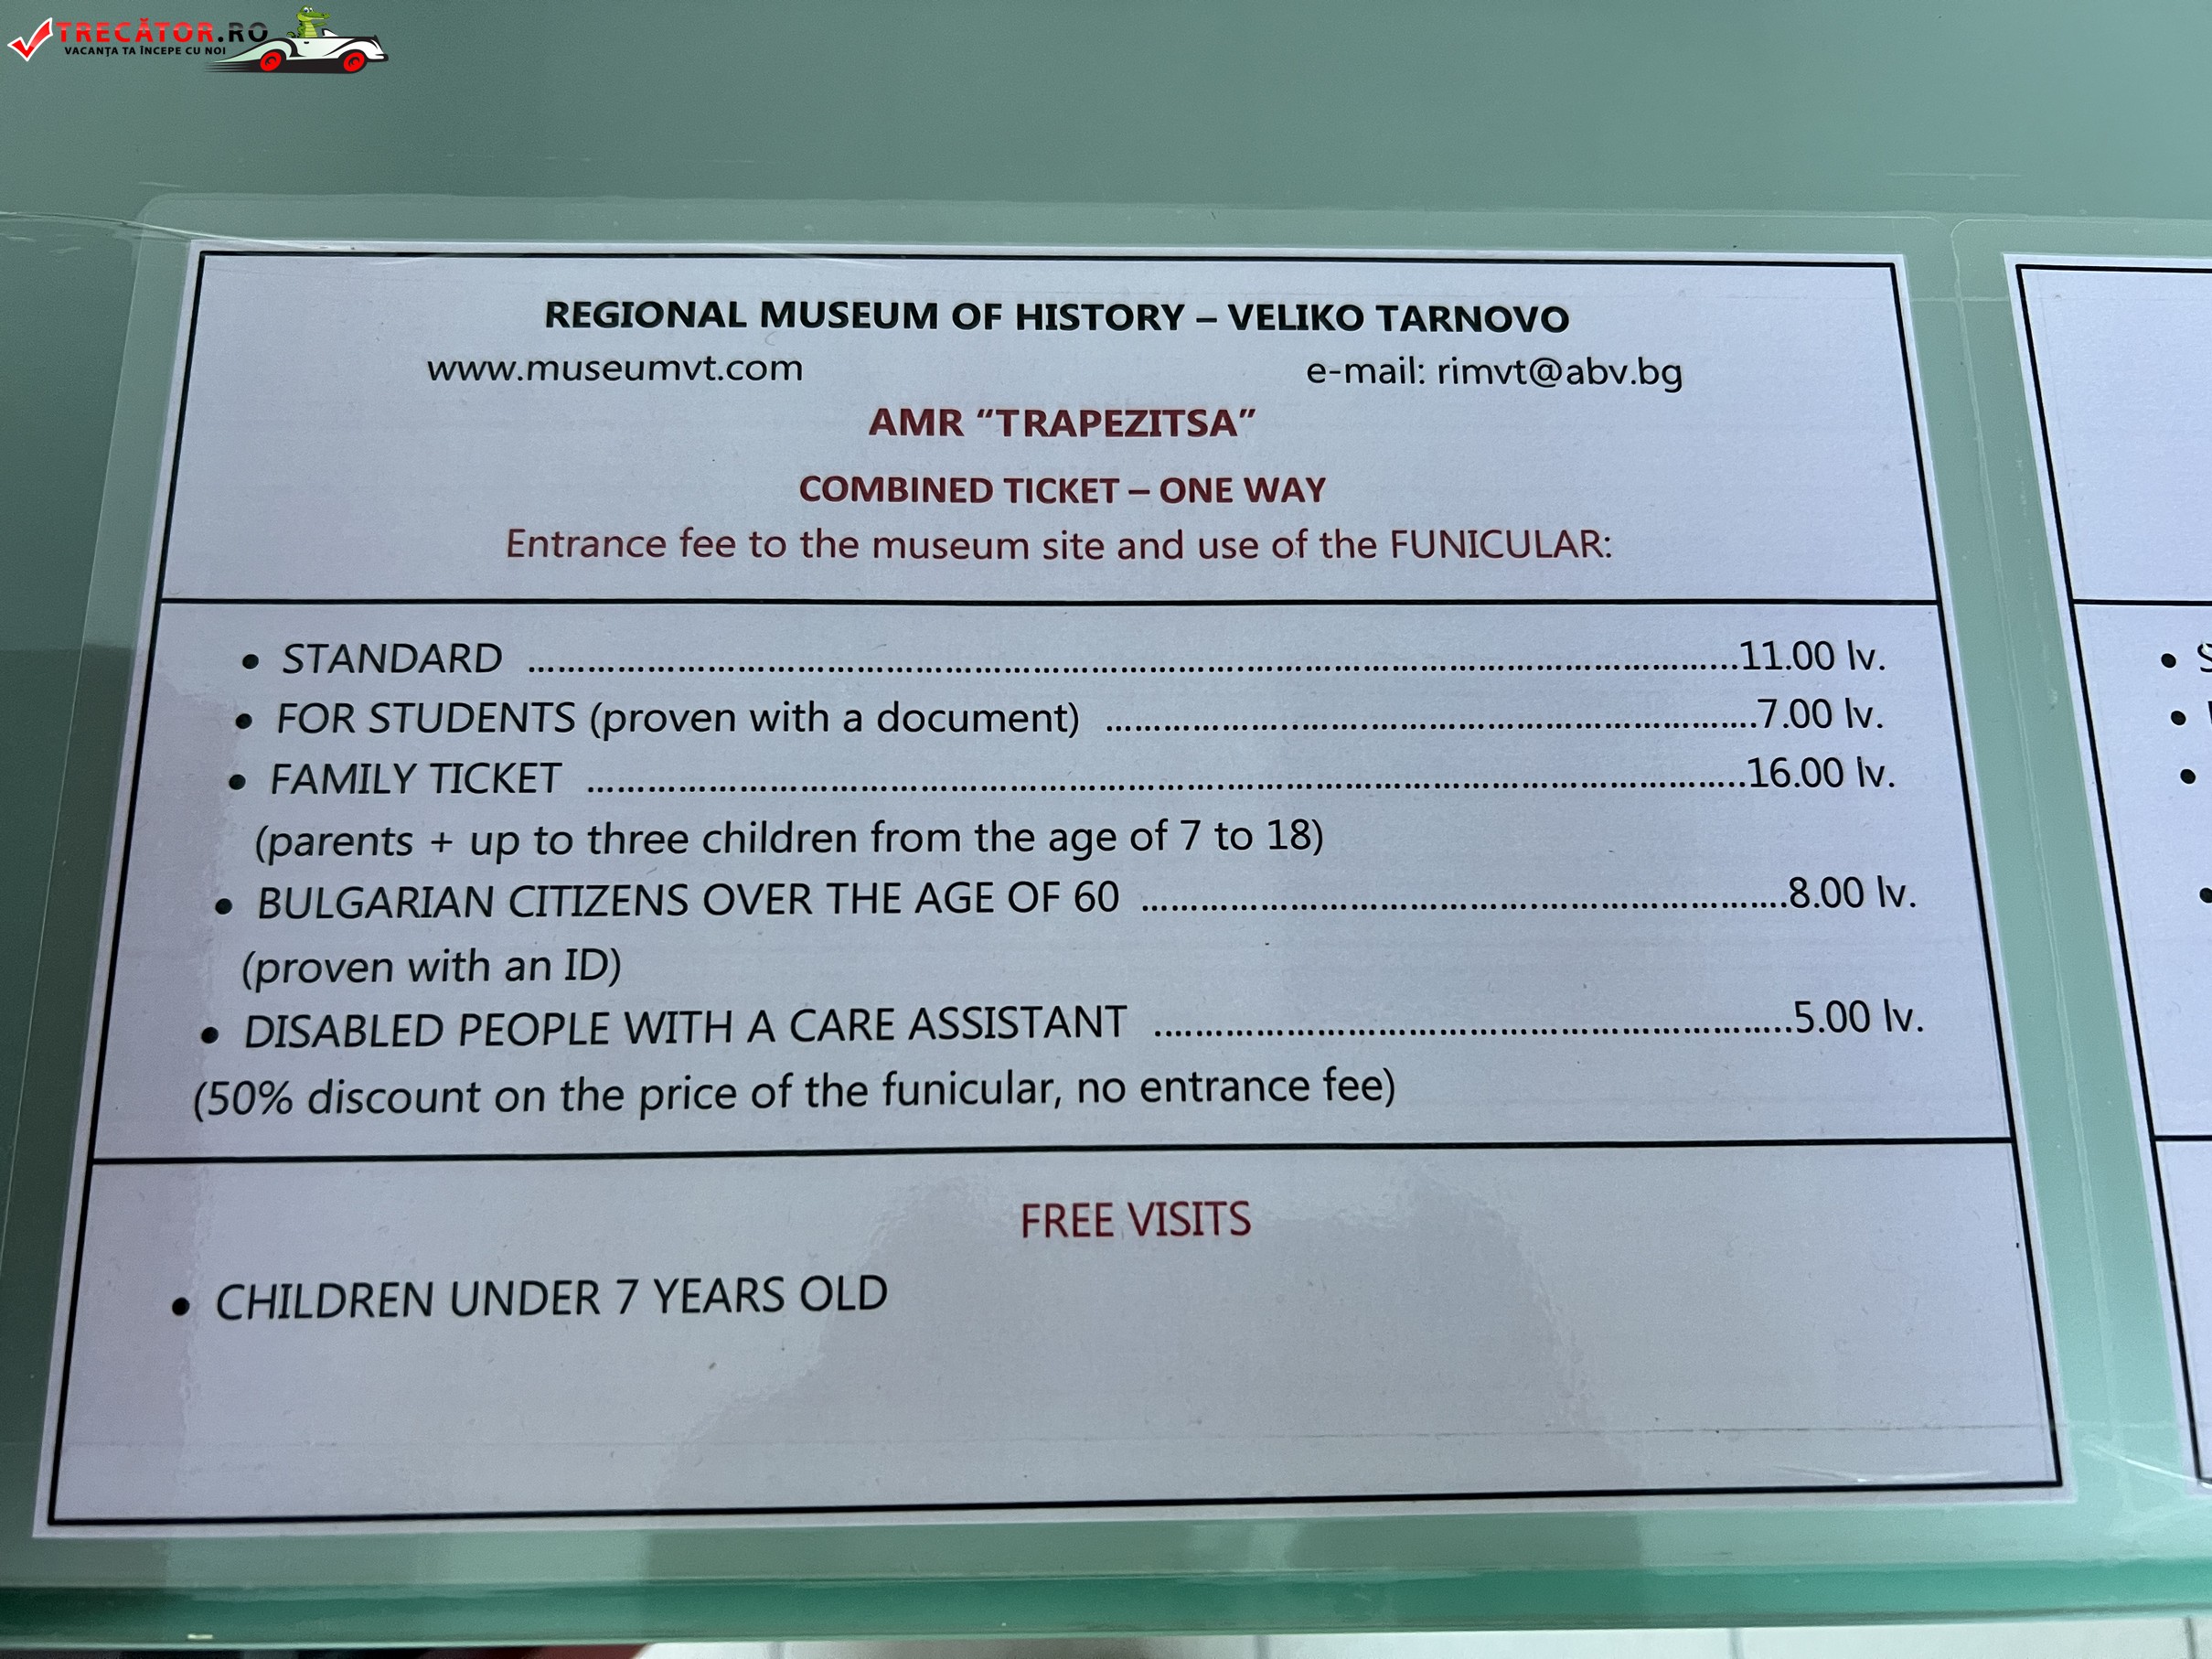 TRECĂTOR.RO
VACANȚA TA ÎNCEPE CU NOI
REGIONAL MUSEUM OF HISTORY – VELIKO TARNOVO
www.museumvt.com e-mail: rimvt@abv.bg
AMR “TRAPEZITSA”
COMBINED TICKET – ONE WAY
Entrance fee to the museum site and use of the FUNICULAR:
• STANDARD ........................................................................................11.00 lv.
• FOR STUDENTS (proven with a document) ................................................7.00 lv.
• FAMILY TICKET ....................................................................................16.00 lv.
(parents + up to three children from the age of 7 to 18)
• BULGARIAN CITIZENS OVER THE AGE OF 60 ..............................................8.00 lv.
(proven with an ID)
• DISABLED PEOPLE WITH A CARE ASSISTANT ..............................................5.00 lv.
(50% discount on the price of the funicular, no entrance fee)
FREE VISITS
• CHILDREN UNDER 7 YEARS OLD